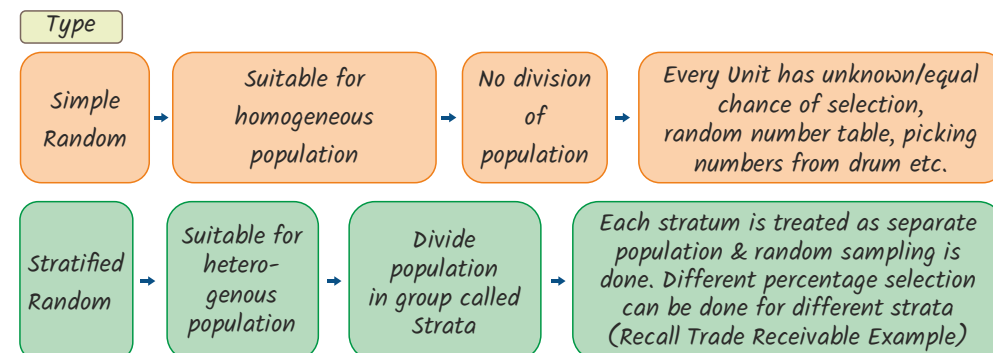 Type
Simple
Random
Suitable for
homogeneous
population
No division
of
population
Every Unit has unknown/equal
chance of selection,
random number table, picking
numbers from drum etc.
Stratified
Random
Suitable for
hetero-
genous
population
Divide
population
in group called
Strata
Each stratum is treated as separate
population & random sampling is
done. Different percentage selection
can be done for different strata
(Recall Trade Receivable Example)